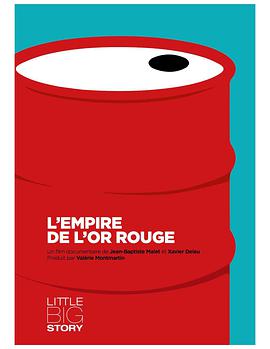 L'EMPIRE
DE L'OR ROUGE
un film documentaire de Jean-Baptiste Malet et Xavier Deleu
Produit par Valérie Montmartin
LITTLE
BIG
STORY